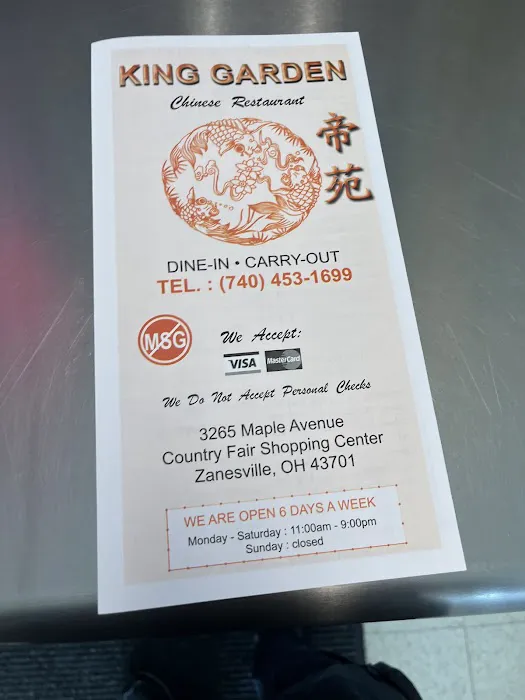 KING GARDEN
Chinese Restaurant
帝苑
DINE-IN • CARRY-OUT
TEL. : (740) 453-1699
MSG
We Accept:
VISA MasterCard
We Do Not Accept Personal Checks
3265 Maple Avenue
Country Fair Shopping Center
Zanesville, OH 43701
WE ARE OPEN 6 DAYS A WEEK
Monday - Saturday : 11:00am - 9:00pm
Sunday : closed